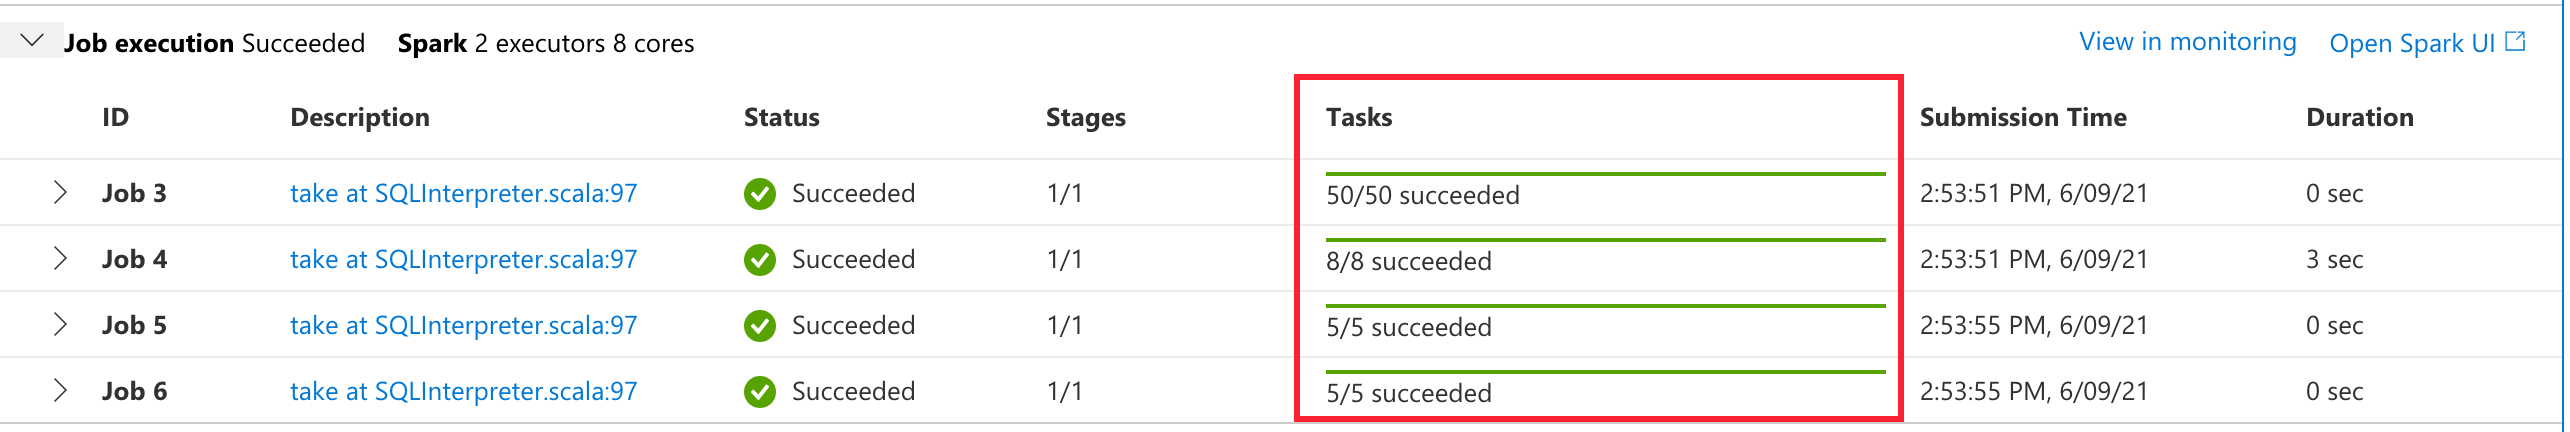 Job execution Succeeded Spark 2 executors 8 cores View in monitoring Open Spark UI
ID Description Status Stages Tasks Submission Time Duration
Job 3 take at SQLInterpreter.scala:97 Succeeded 1/1 50/50 succeeded 2:53:51 PM, 6/09/21 0 sec
Job 4 take at SQLInterpreter.scala:97 Succeeded 1/1 8/8 succeeded 2:53:51 PM, 6/09/21 3 sec
Job 5 take at SQLInterpreter.scala:97 Succeeded 1/1 5/5 succeeded 2:53:55 PM, 6/09/21 0 sec
Job 6 take at SQLInterpreter.scala:97 Succeeded 1/1 5/5 succeeded 2:53:55 PM, 6/09/21 0 sec